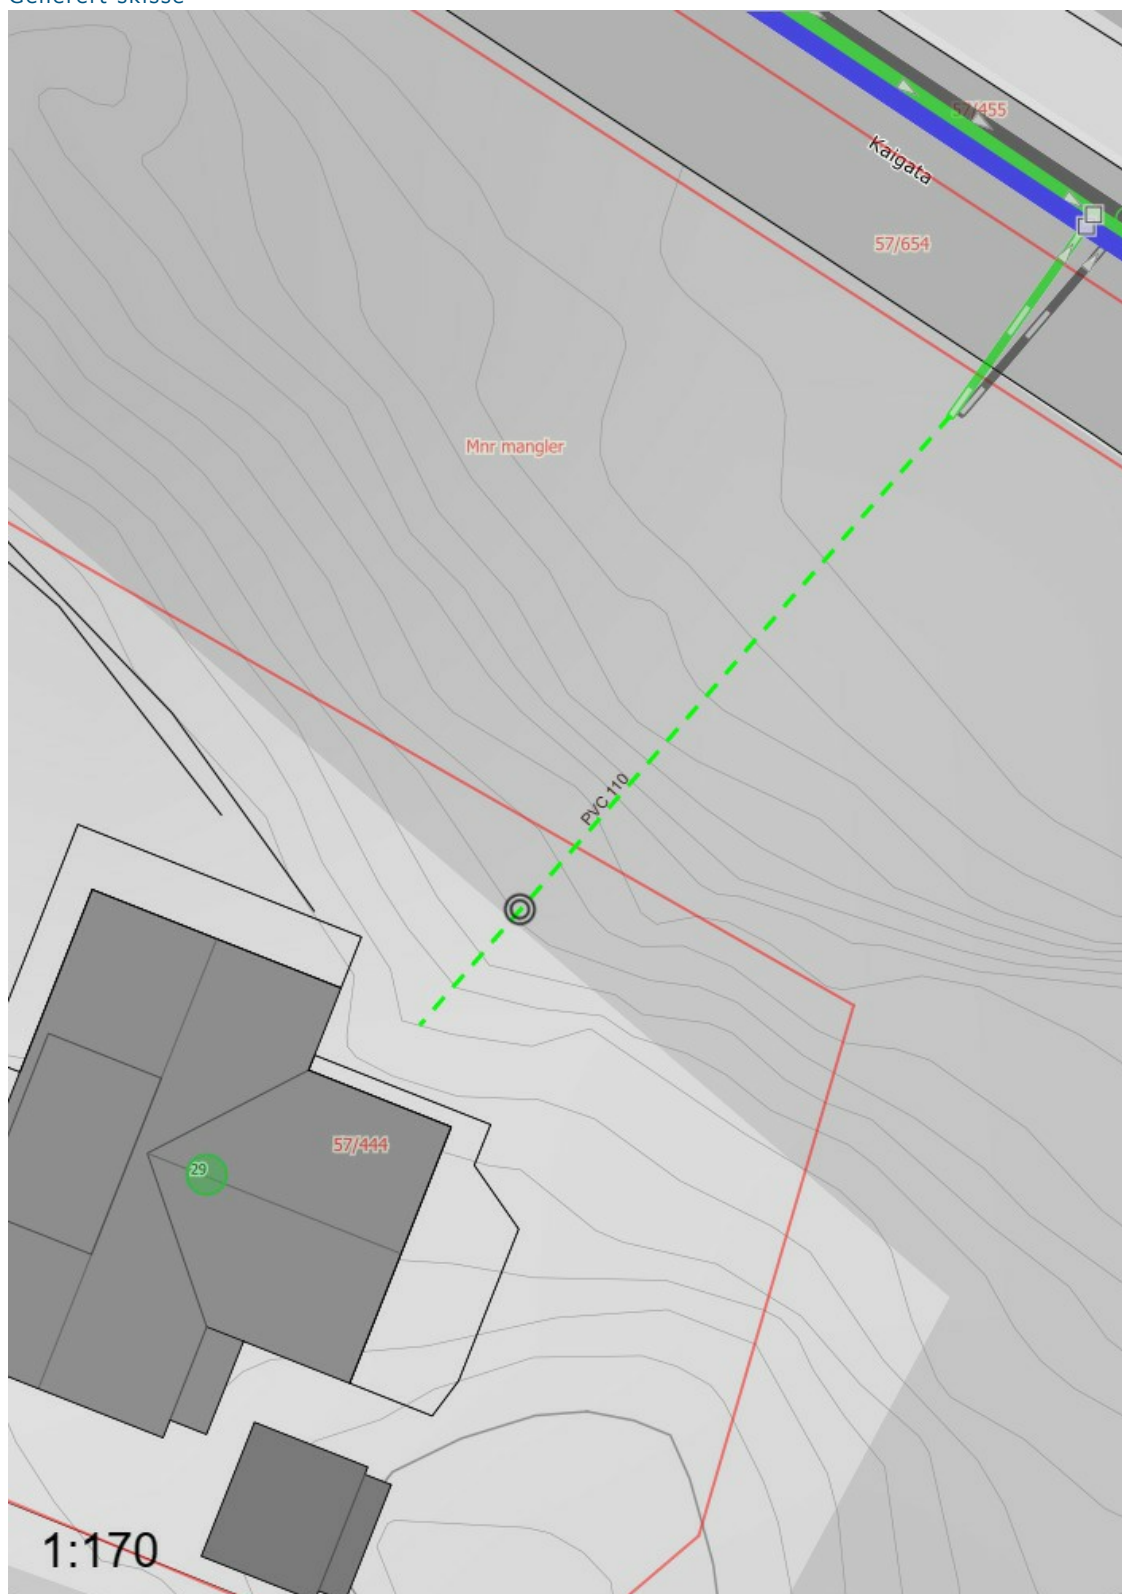 Generert skisse
57/455
Kaigata
57/654
Mnr mangler
PVC 110
57/444
29
1:170